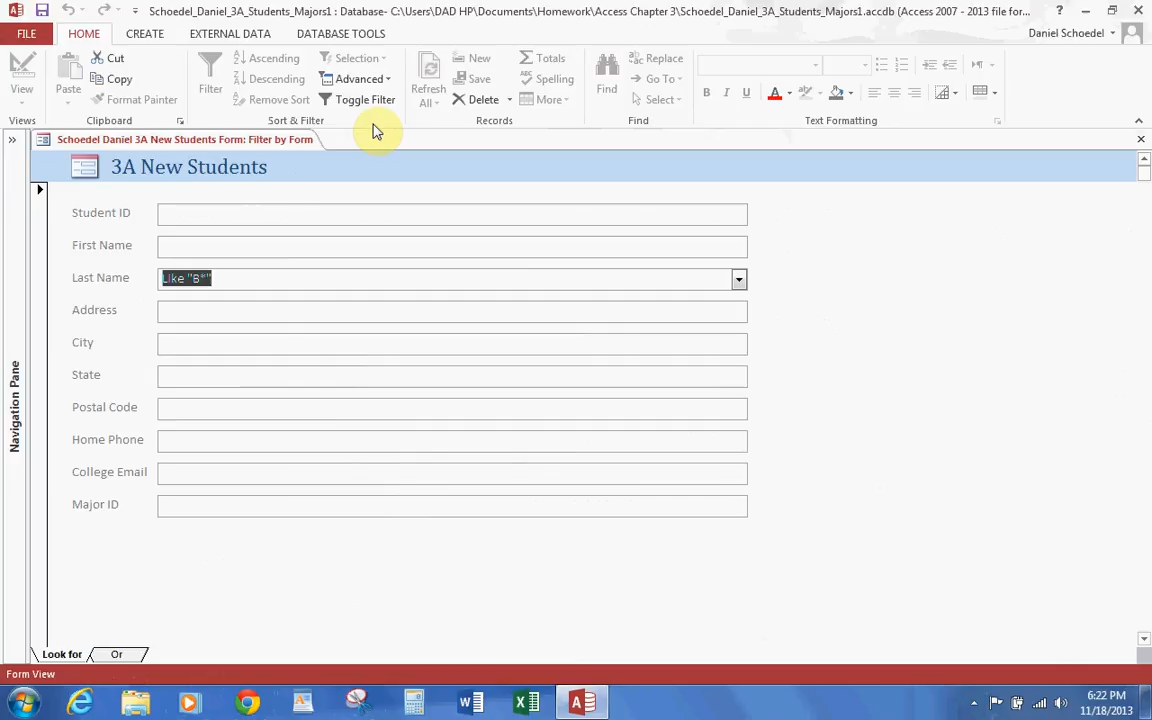 Schoedel_Daniel_3A_Students_Majors1 : Database- C:\Users\DAD HP\Documents\Homework\Access Chapter 3\Schoedel_Daniel_3A_Students_Majors1.accdb (Access 2007 - 2013 file for...
FILE HOME CREATE EXTERNAL DATA DATABASE TOOLS Daniel Schoedel
View
Views
Paste
Cut
Copy
Format Painter
Clipboard
Filter
Ascending
Descending
Remove Sort
Selection
Advanced
Toggle Filter
Sort & Filter
Refresh
All
New
Save
Delete
Totals
Spelling
More
Records
Find
Replace
Go To
Select
Find
B I U A
Text Formatting
Schoedel Daniel 3A New Students Form: Filter by Form
3A New Students
Student ID
First Name
Last Name Like "B*"
Address
City
State
Postal Code
Home Phone
College Email
Major ID
Navigation Pane
Look for Or
Form View
6:22 PM
11/18/2013